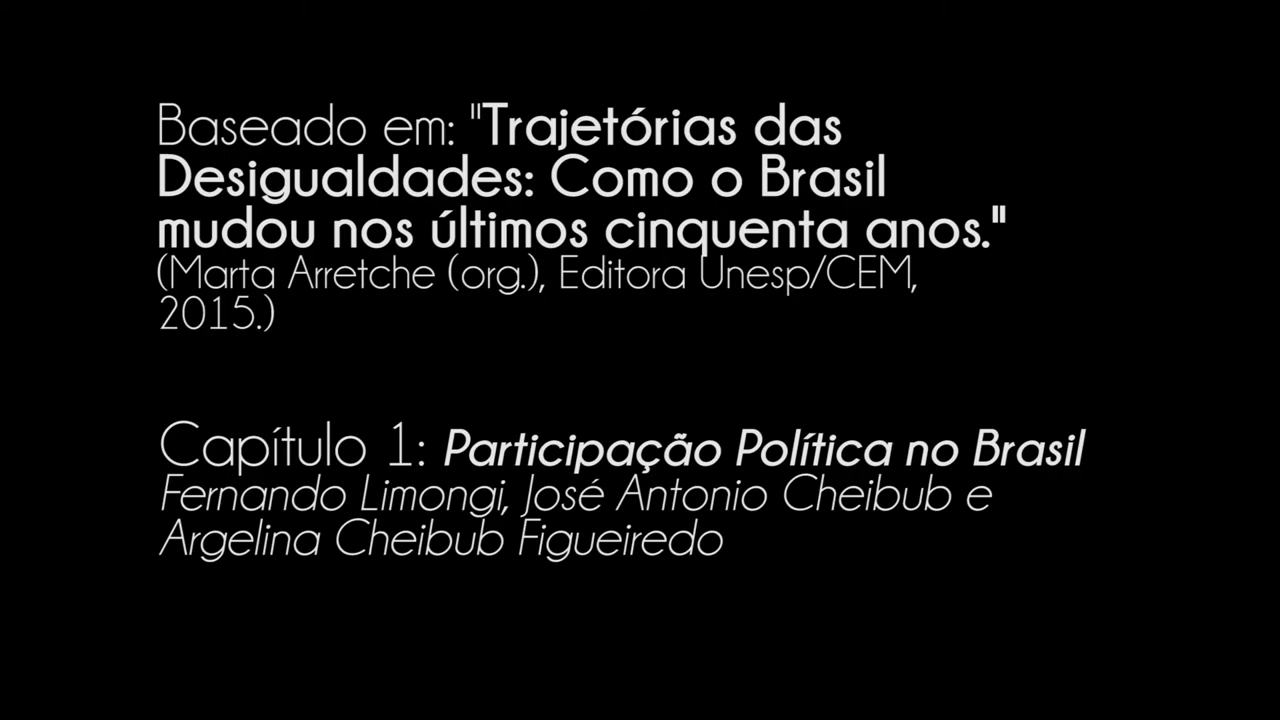 Baseado em: "Trajetórias das
Desigualdades: Como o Brasil
mudou nos últimos cinquenta anos."
(Marta Arretche (org.), Editora Unesp/CEM,
2015.)
Capítulo 1: Participação Política no Brasil
Fernando Limongi, José Antonio Cheibub e
Argelina Cheibub Figueiredo